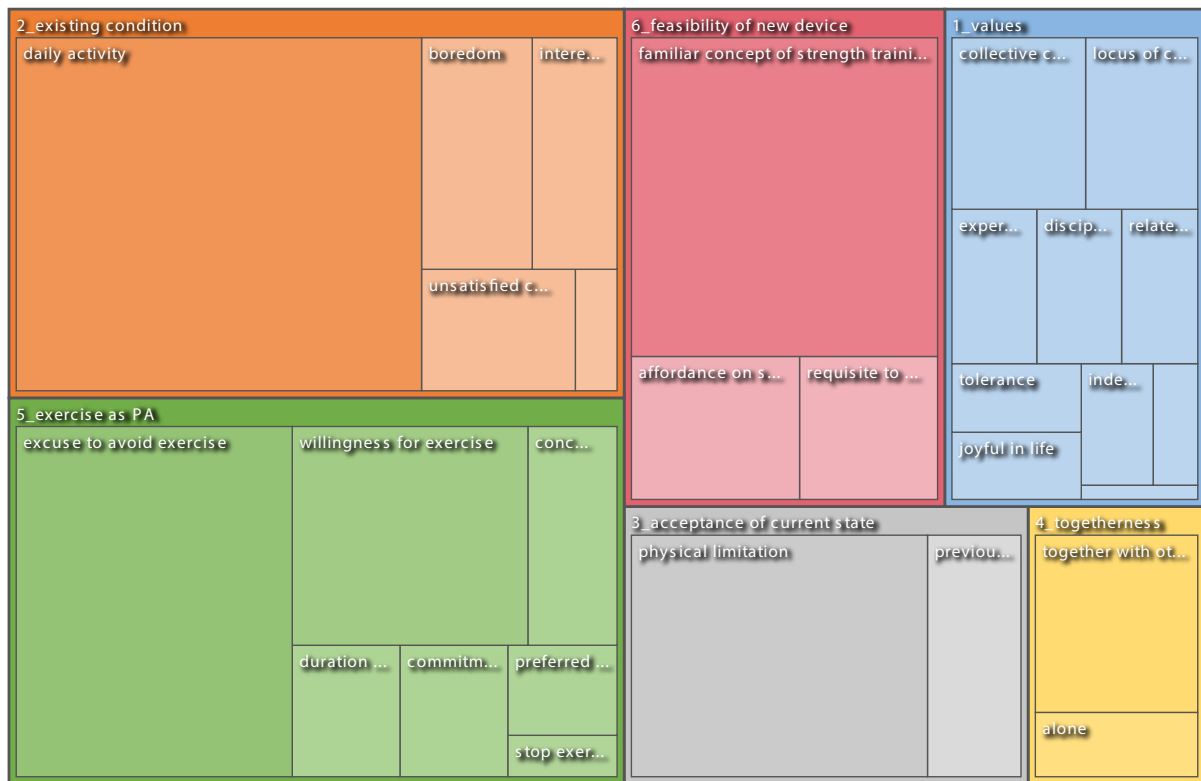 2_existing condition
daily activity
boredom
intere...
unsatisfied c...
5_exercise as PA
excuse to avoid exercise
willingness for exercise
conc...
duration ...
commitm...
preferred ...
stop exer...
6_feasibility of new device
familiar concept of strength traini...
affordance on s...
requisite to ...
1_values
collective c...
locus of c...
exper...
discip...
relate...
tolerance
inde...
joyful in life
3_acceptance of current state
physical limitation
previou...
4_togetherness
together with ot...
alone